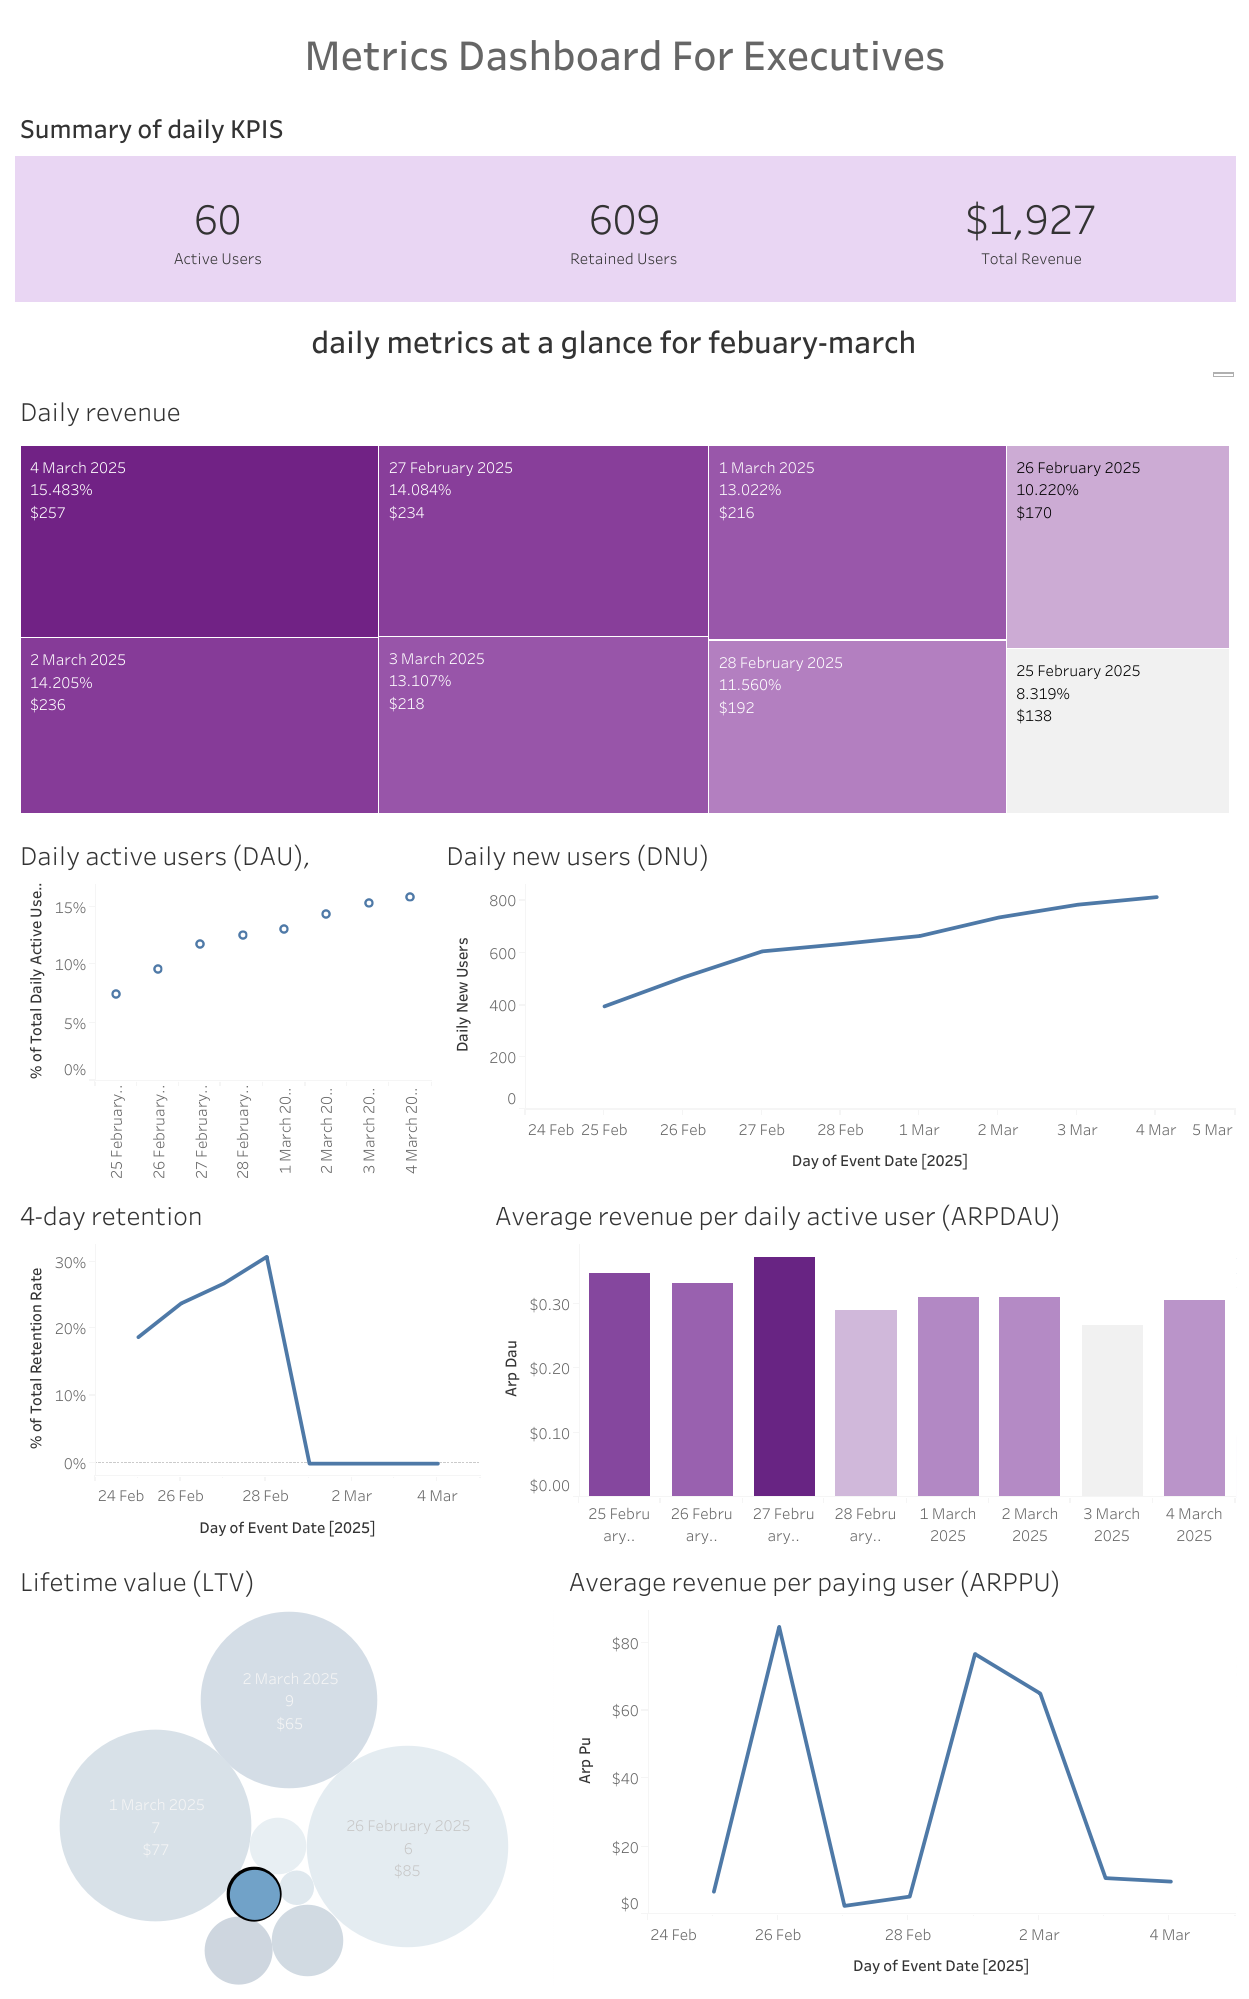 Metrics Dashboard For Executives
Summary of daily KPIS
60
Active Users
609
Retained Users
$1,927
Total Revenue
daily metrics at a glance for febuary-march
Daily revenue
4 March 2025
15.483%
$257
27 February 2025
14.084%
$234
1 March 2025
13.022%
$216
26 February 2025
10.220%
$170
2 March 2025
14.205%
$236
3 March 2025
13.107%
$218
28 February 2025
11.560%
$192
25 February 2025
8.319%
$138
Daily active users (DAU),
% of Total Daily Active Use..
15%
10%
5%
0%
25 February..
26 February..
27 February..
28 February..
1 March 20..
2 March 20..
3 March 20..
4 March 20..
Daily new users (DNU)
Daily New Users
800
600
400
200
0
24 Feb
25 Feb
26 Feb
27 Feb
28 Feb
1 Mar
2 Mar
3 Mar
4 Mar
5 Mar
Day of Event Date [2025]
4-day retention
% of Total Retention Rate
30%
20%
10%
0%
24 Feb
26 Feb
28 Feb
2 Mar
4 Mar
Day of Event Date [2025]
Average revenue per daily active user (ARPDAU)
Arp Dau
$0.30
$0.20
$0.10
$0.00
25 Febru
ary..
26 Febru
ary..
27 Febru
ary..
28 Febru
ary..
1 March
2025
2 March
2025
3 March
2025
4 March
2025
Lifetime value (LTV)
2 March 2025
9
$65
1 March 2025
7
$77
26 February 2025
6
$85
Average revenue per paying user (ARPPU)
Arp Pu
$80
$60
$40
$20
$0
24 Feb
26 Feb
28 Feb
2 Mar
4 Mar
Day of Event Date [2025]